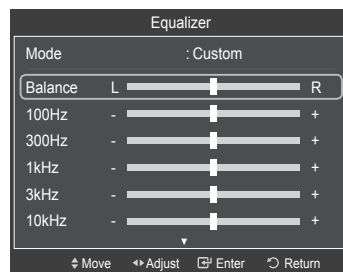 Equalizer
Mode : Custom
Balance L R
100Hz - +
300Hz - +
1kHz - +
3kHz - +
10kHz - +
▼
Move Adjust Enter Return